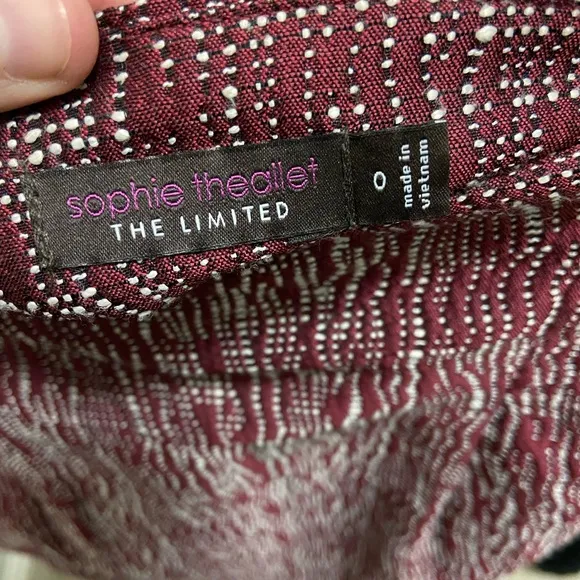 sophie theallet
THE LIMITED
0
made in
vietnam